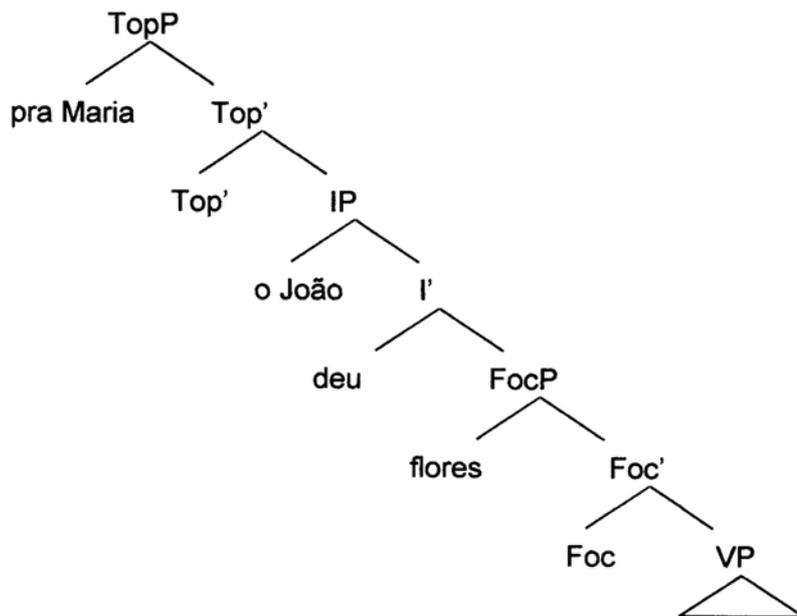 TopP
pra Maria Top'
Top' IP
o João I'
deu FocP
flores Foc'
Foc VP